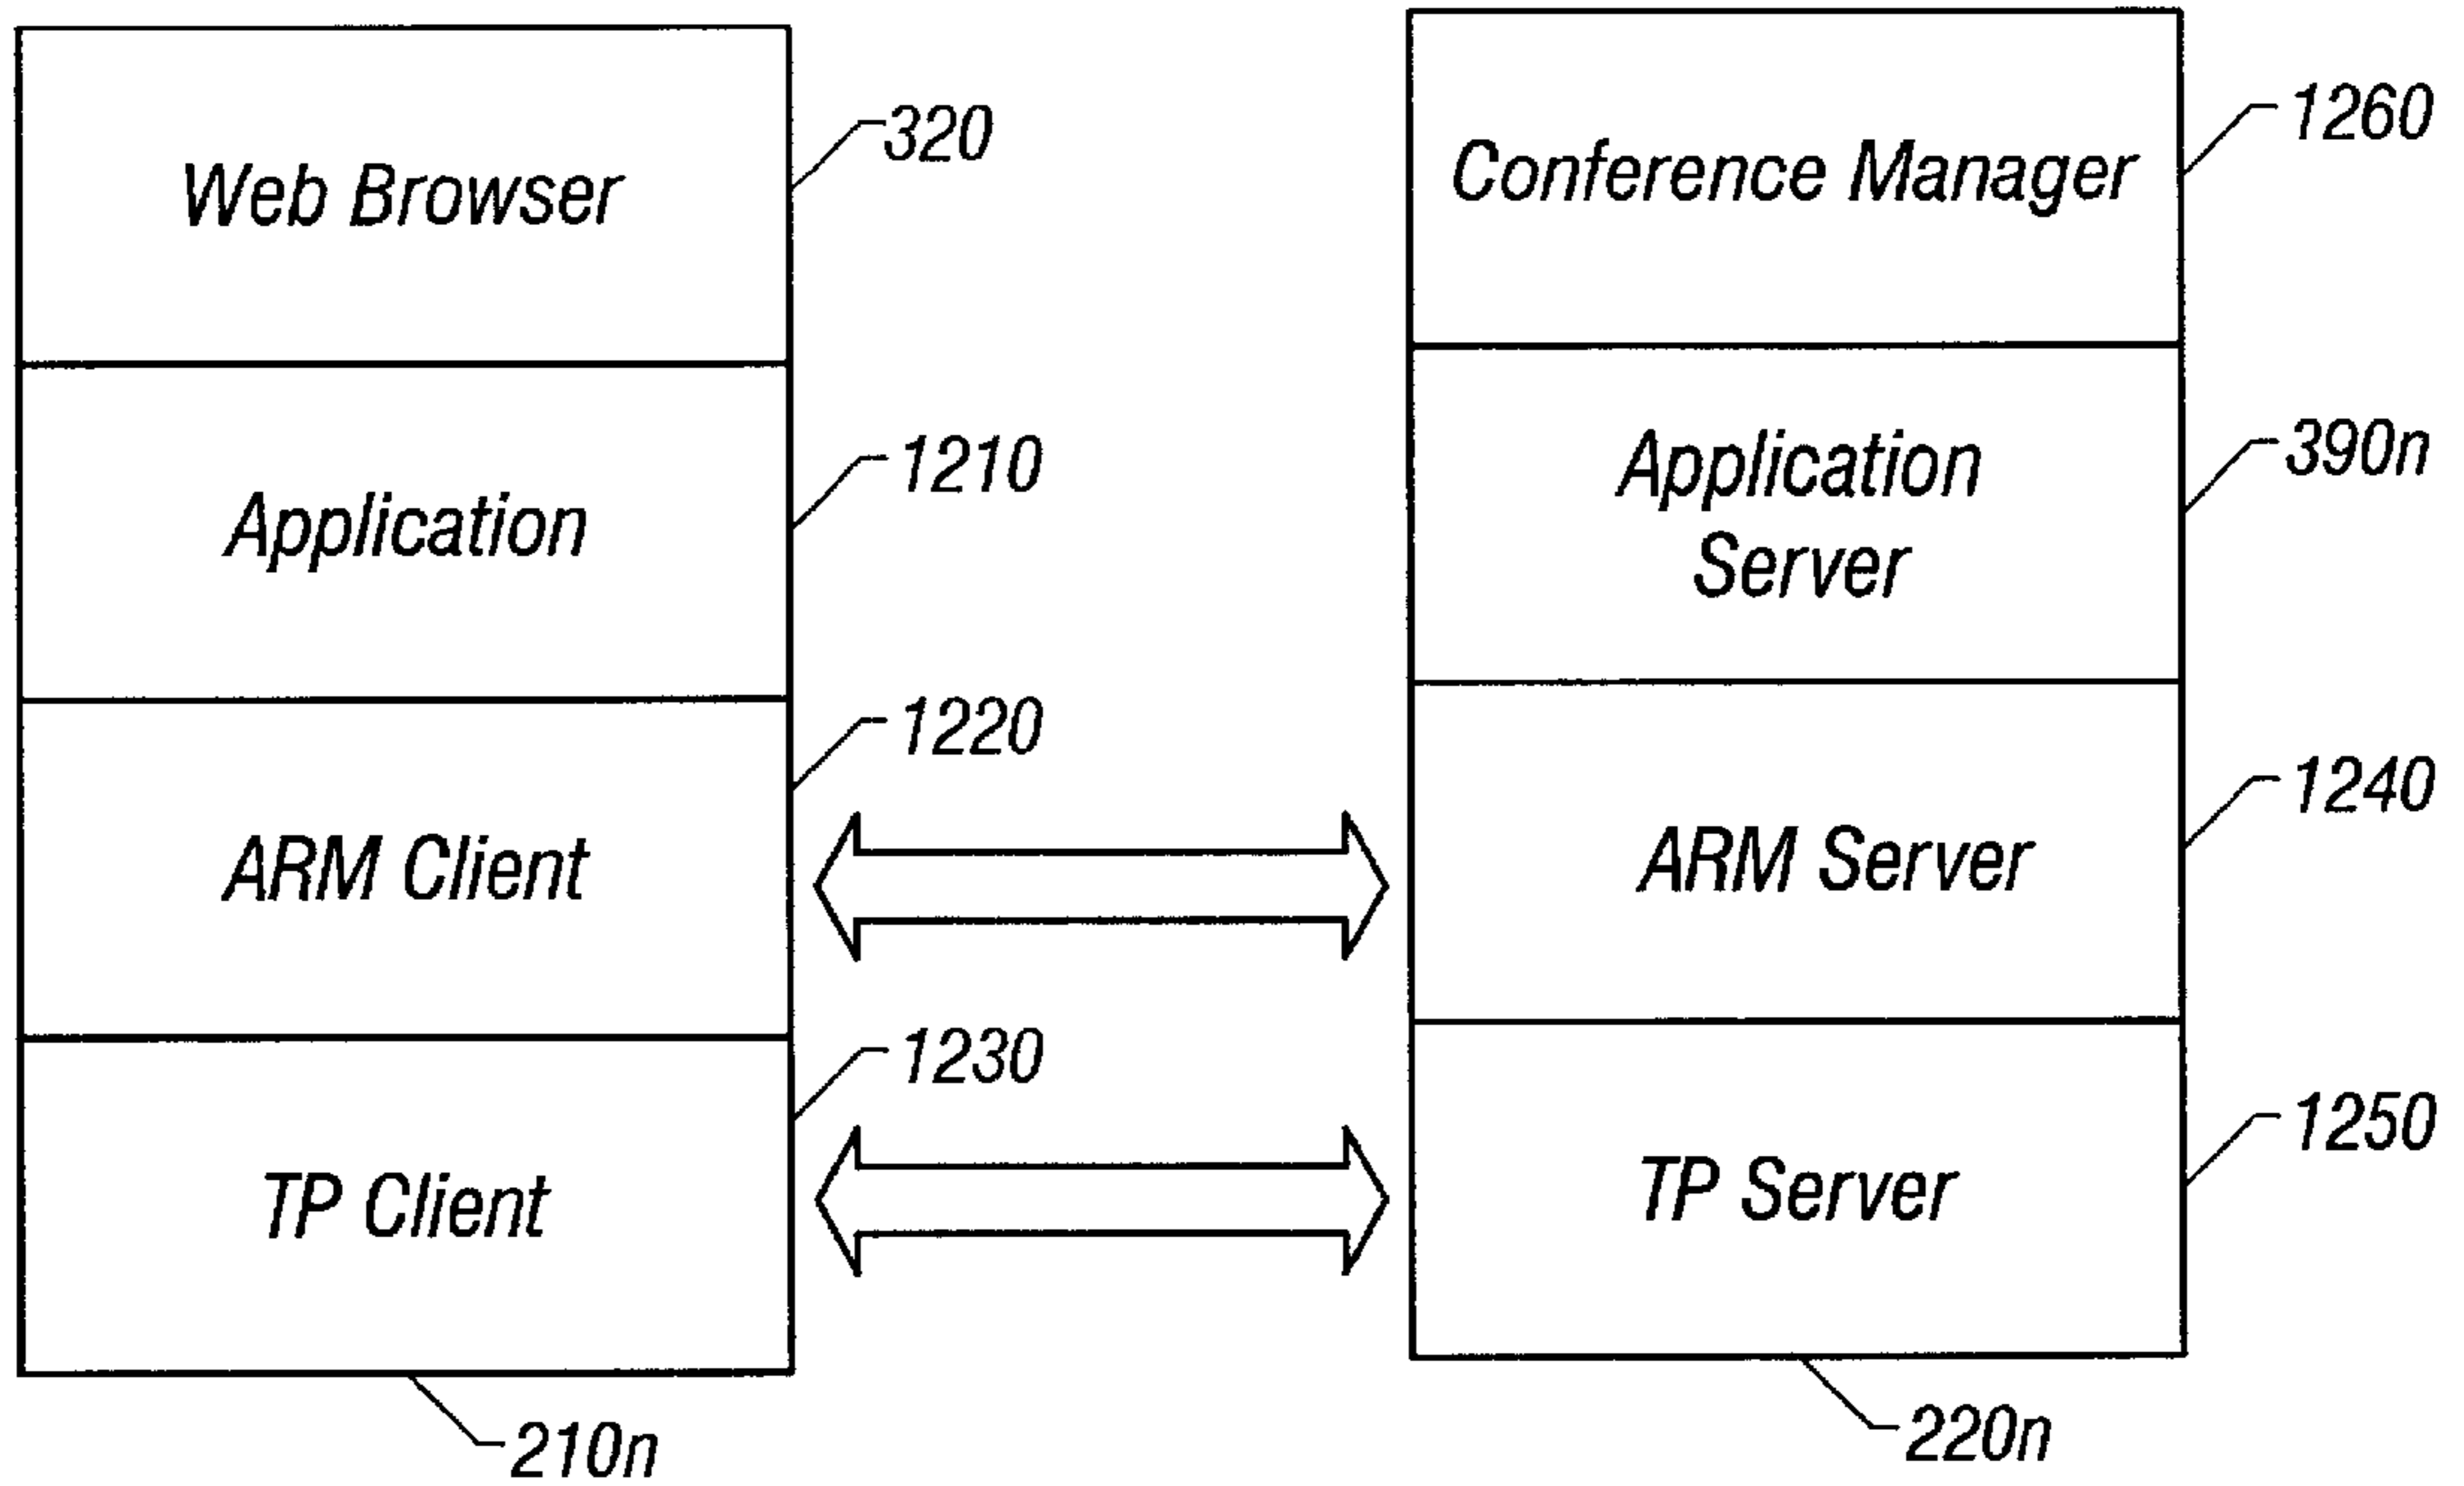 Web Browser
320
Application
1210
ARM Client
1220
TP Client
1230
210n
Conference Manager
1260
Application
Server
390n
ARM Server
1240
TP Server
1250
220n